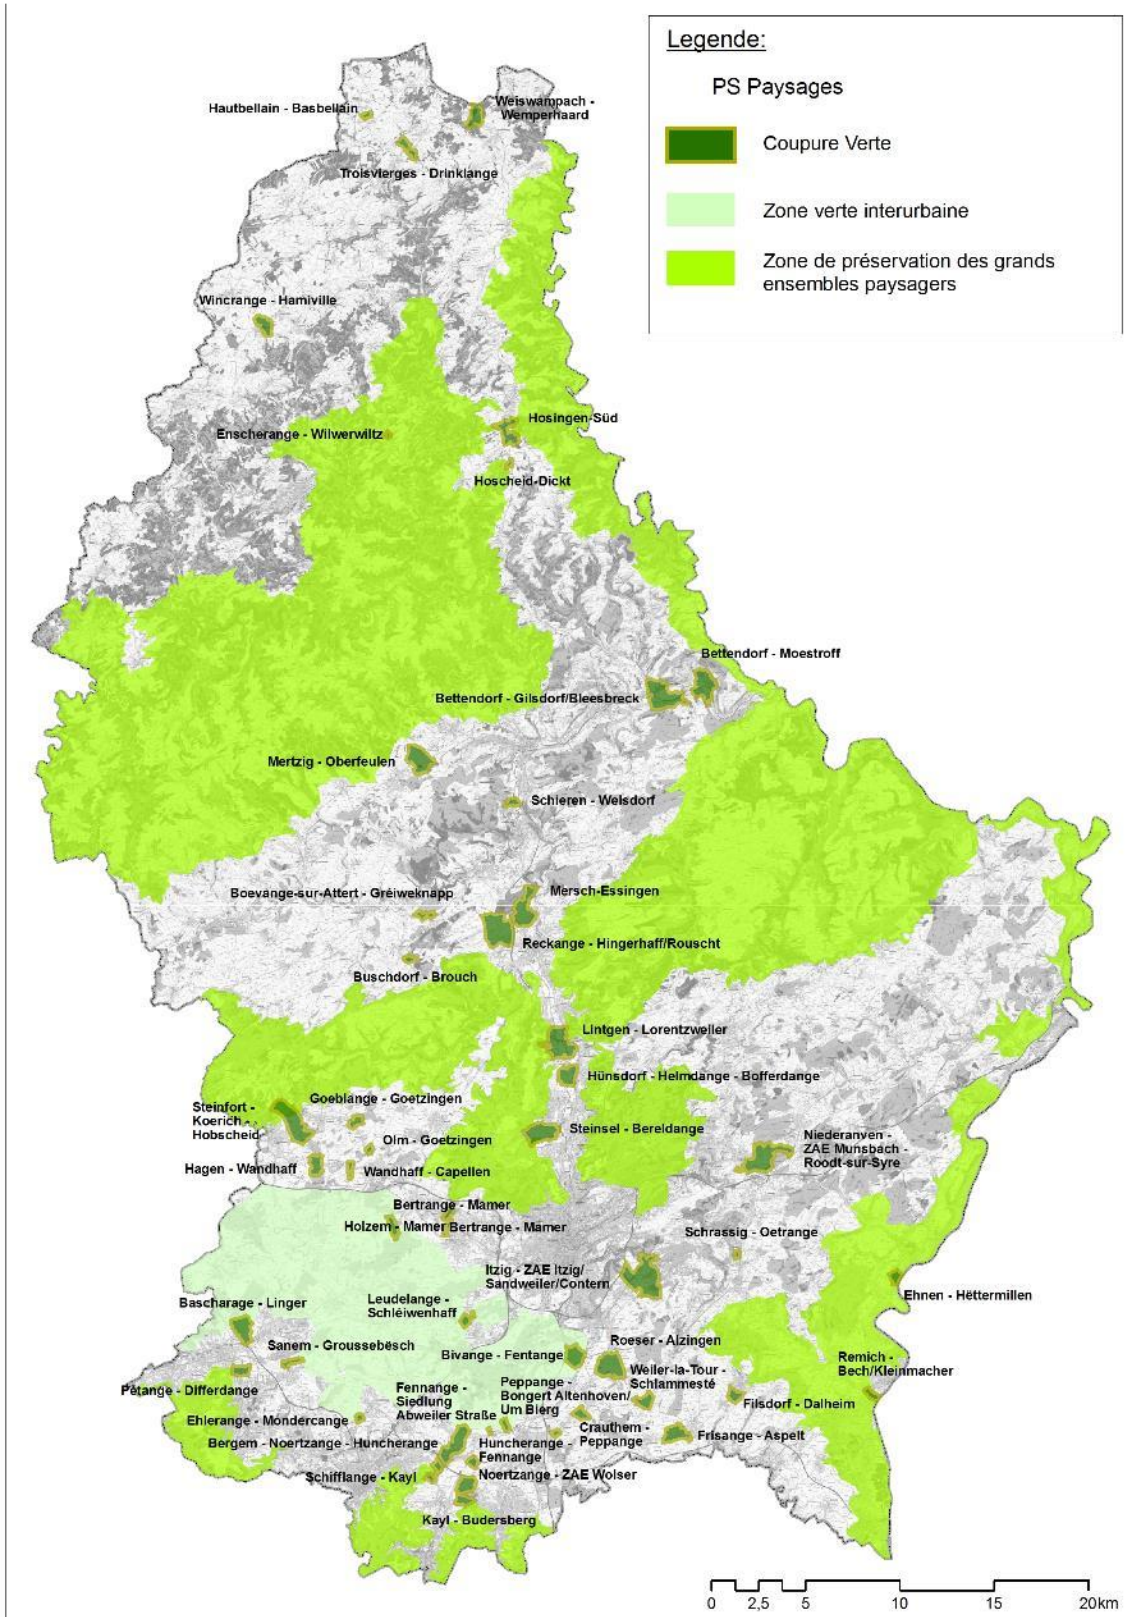 Legende:
PS Paysages
Coupure Verte
Zone verte interurbaine
Zone de préservation des grands
ensembles paysagers
Hautbellain - Basbellain
Weiswampach -
Wemperhaard
Troisvierges - Drinklange
Wincrange - Hamiville
Hosingen-Süd
Enscherange - Wilwerwiltz
Hoscheid-Dickt
Bettendorf - Moestroff
Bettendorf - Gilsdorf/Bleesbreck
Mertzig - Oberfeulen
Schieren - Welsdorf
Boevange-sur-Attert - Gréiweknapp
Mersch-Essingen
Reckange - Hingerhaff/Rouscht
Buschdorf - Brouch
Lintgen - Lorentzweiler
Hünsdorf - Helmdange - Bofferdange
Goeblange - Goetzingen
Steinfort -
Koerich -
Hobscheid
Steinsel - Bereldange
Olm - Goetzingen
Niederanven -
ZAE Munsbach -
Roodt-sur-Syre
Hagen - Wandhaff
Wandhaff - Capellen
Bertrange - Mamer
Holzem - Mamer
Bertrange - Mamer
Schrassig - Oetrange
Itzig - ZAE Itzig/
Sandweiler/Contern
Ehnen - Hëttermillen
Bascharage - Linger
Leudelange -
Schléiwenhaff
Sanem - Groussebësch
Roeser - Alzingen
Bivange - Fentange
Remich -
Bech/Kleinmacher
Weiler-la-Tour -
Schlammesté
Pétange - Differdange
Fennange -
Siedlung
Abweiler Straße
Peppange -
Bongert Altenhoven/
Um Bierg
Filsdorf - Dalheim
Ehlerange - Mondercange
Crauthem -
Peppange
Frisange - Aspelt
Bergem - Noertzange - Huncherange
Huncherange -
Fennange
Schifflange - Kayl
Noertzange - ZAE Wolser
Kayl - Budersberg
0 2,5 5 10 15 20km